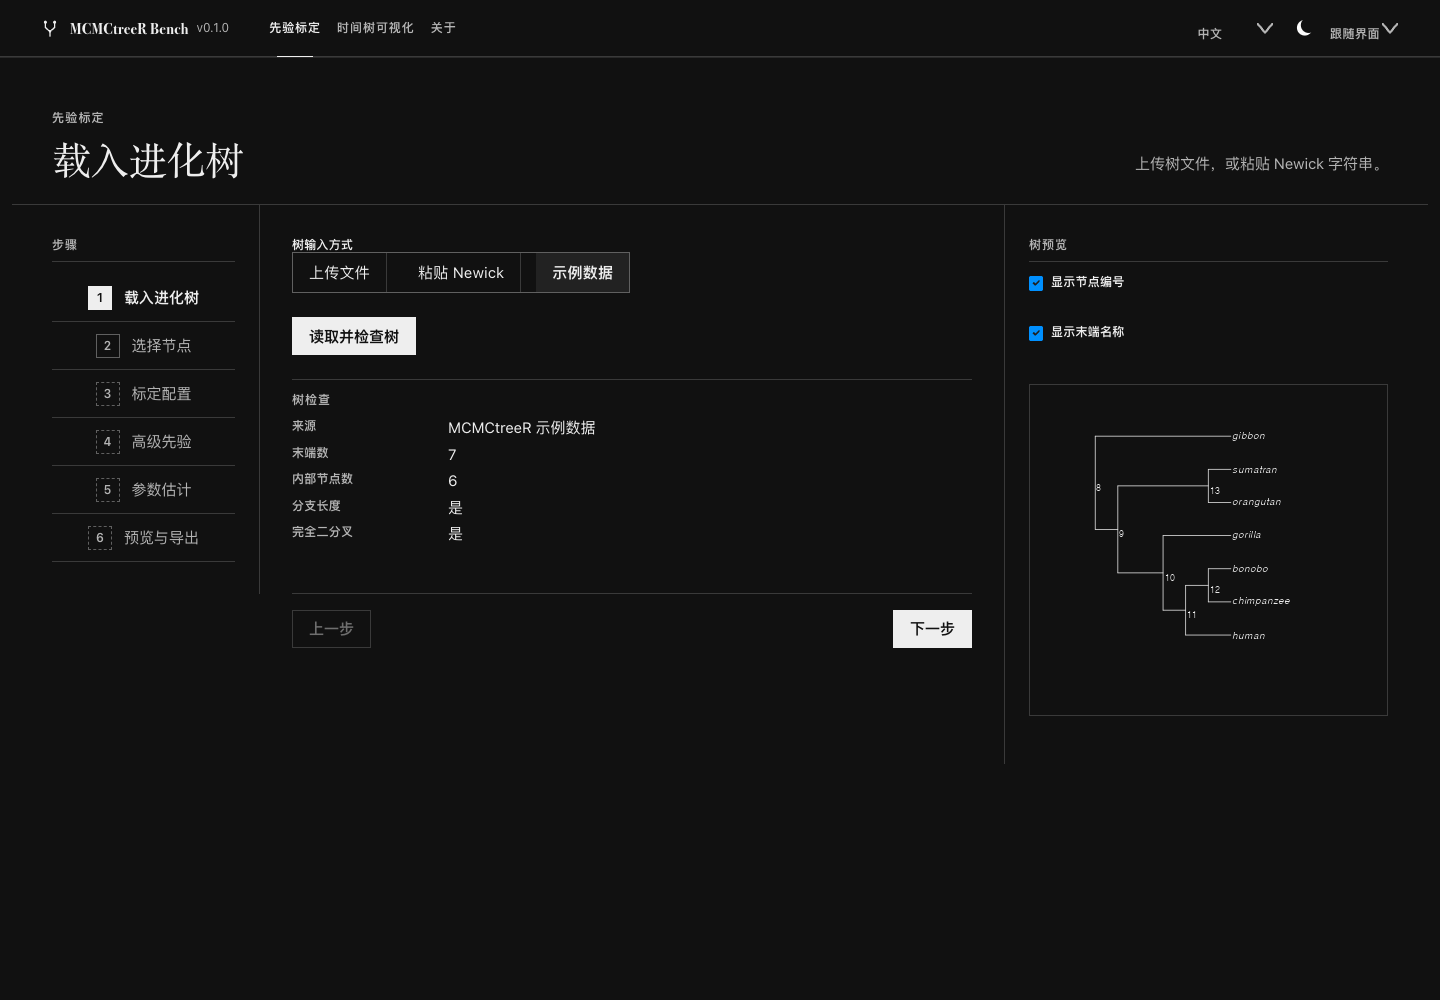 MCMCtreeR Bench v0.1.0 先验标定 时间树可视化 关于 中文 跟随界面
先验标定
载入进化树
上传树文件，或粘贴 Newick 字符串。
步骤
1 载入进化树
2 选择节点
3 标定配置
4 高级先验
5 参数估计
6 预览与导出
树输入方式
上传文件 粘贴 Newick 示例数据
读取并检查树
树检查
来源 MCMCtreeR 示例数据
末端数 7
内部节点数 6
分支长度 是
完全二分叉 是
上一步 下一步
树预览
显示节点编号
显示末端名称
gibbon
sumatran
8
13
orangutan
9
gorilla
bonobo
10
12
chimpanzee
11
human